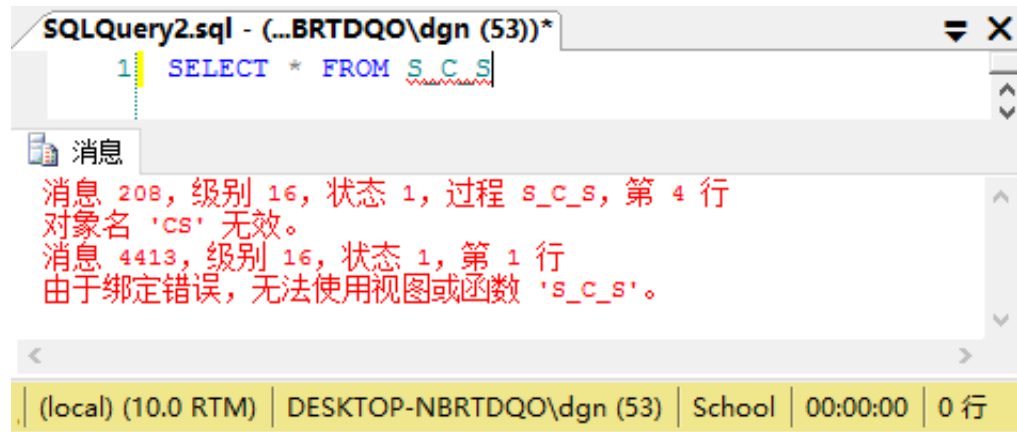 SQLQuery2.sql - (...BRTDQO\dgn (53))*
1 SELECT * FROM S_C_S
消息
消息 208，级别 16，状态 1，过程 S_C_S，第 4 行
对象名 'CS' 无效。
消息 4413，级别 16，状态 1，第 1 行
由于绑定错误，无法使用视图或函数 'S_C_S'。
(local) (10.0 RTM) DESKTOP-NBRTDQO\dgn (53) School 00:00:00 0 行